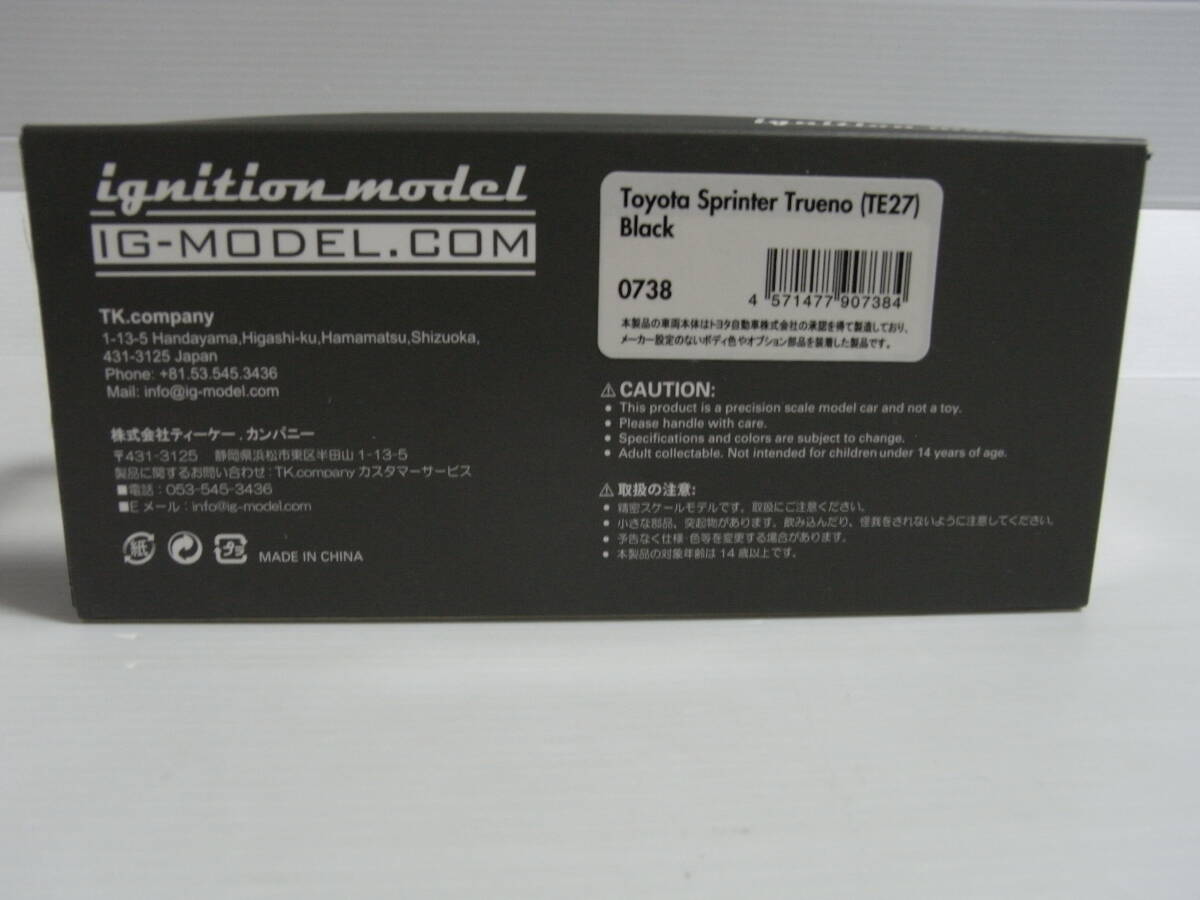 ignition model
ignition model
IG-MODEL.COM
TK.company
1-13-5 Handayama,Higashi-ku,Hamamatsu,Shizuoka,
431-3125 Japan
Phone: +81.53.545.3436
Mail: info@ig-model.com
株式会社ティーケー．カンパニー
〒431-3125　静岡県浜松市東区半田山1-13-5
製品に関するお問い合わせ：TK.company カスタマーサービス
■電話：053-545-3436
■Eメール：info@ig-model.com
紙
プラ
MADE IN CHINA
Toyota Sprinter Trueno (TE27)
Black
0738
4 571477 907384
本製品の車両本体はトヨタ自動車株式会社の承認を得て製造しており、
メーカー設定のないボディ色やオプション部品を装着した製品です。
⚠ CAUTION:
● This product is a precision scale model car and not a toy.
● Please handle with care.
● Specifications and colors are subject to change.
● Adult collectable. Not intended for children under 14 years of age.
⚠ 取扱の注意:
● 精密スケールモデルです。取扱にご注意ください。
● 小さな部品、突起物があります。飲み込んだり、怪我をされないように注意してください。
● 予告なく仕様・色等を変更する場合があります。
● 本製品の対象年齢は14歳以上です。